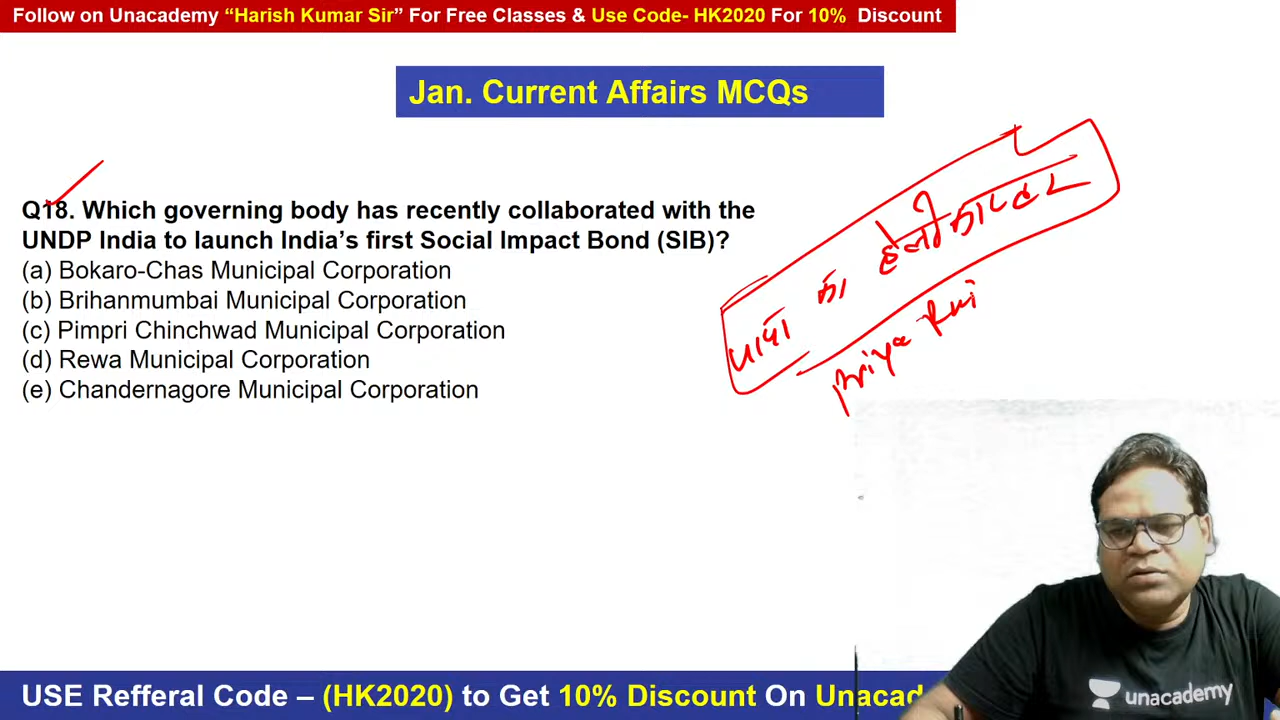 Follow on Unacademy “Harish Kumar Sir” For Free Classes & Use Code- HK2020 For 10% Discount
Jan. Current Affairs MCQs
Q18. Which governing body has recently collaborated with the
UNDP India to launch India’s first Social Impact Bond (SIB)?
(a) Bokaro-Chas Municipal Corporation
(b) Brihanmumbai Municipal Corporation
(c) Pimpri Chinchwad Municipal Corporation
(d) Rewa Municipal Corporation
(e) Chandernagore Municipal Corporation
का
Priya
unacademy
USE Refferal Code – (HK2020) to Get 10% Discount On Unacad